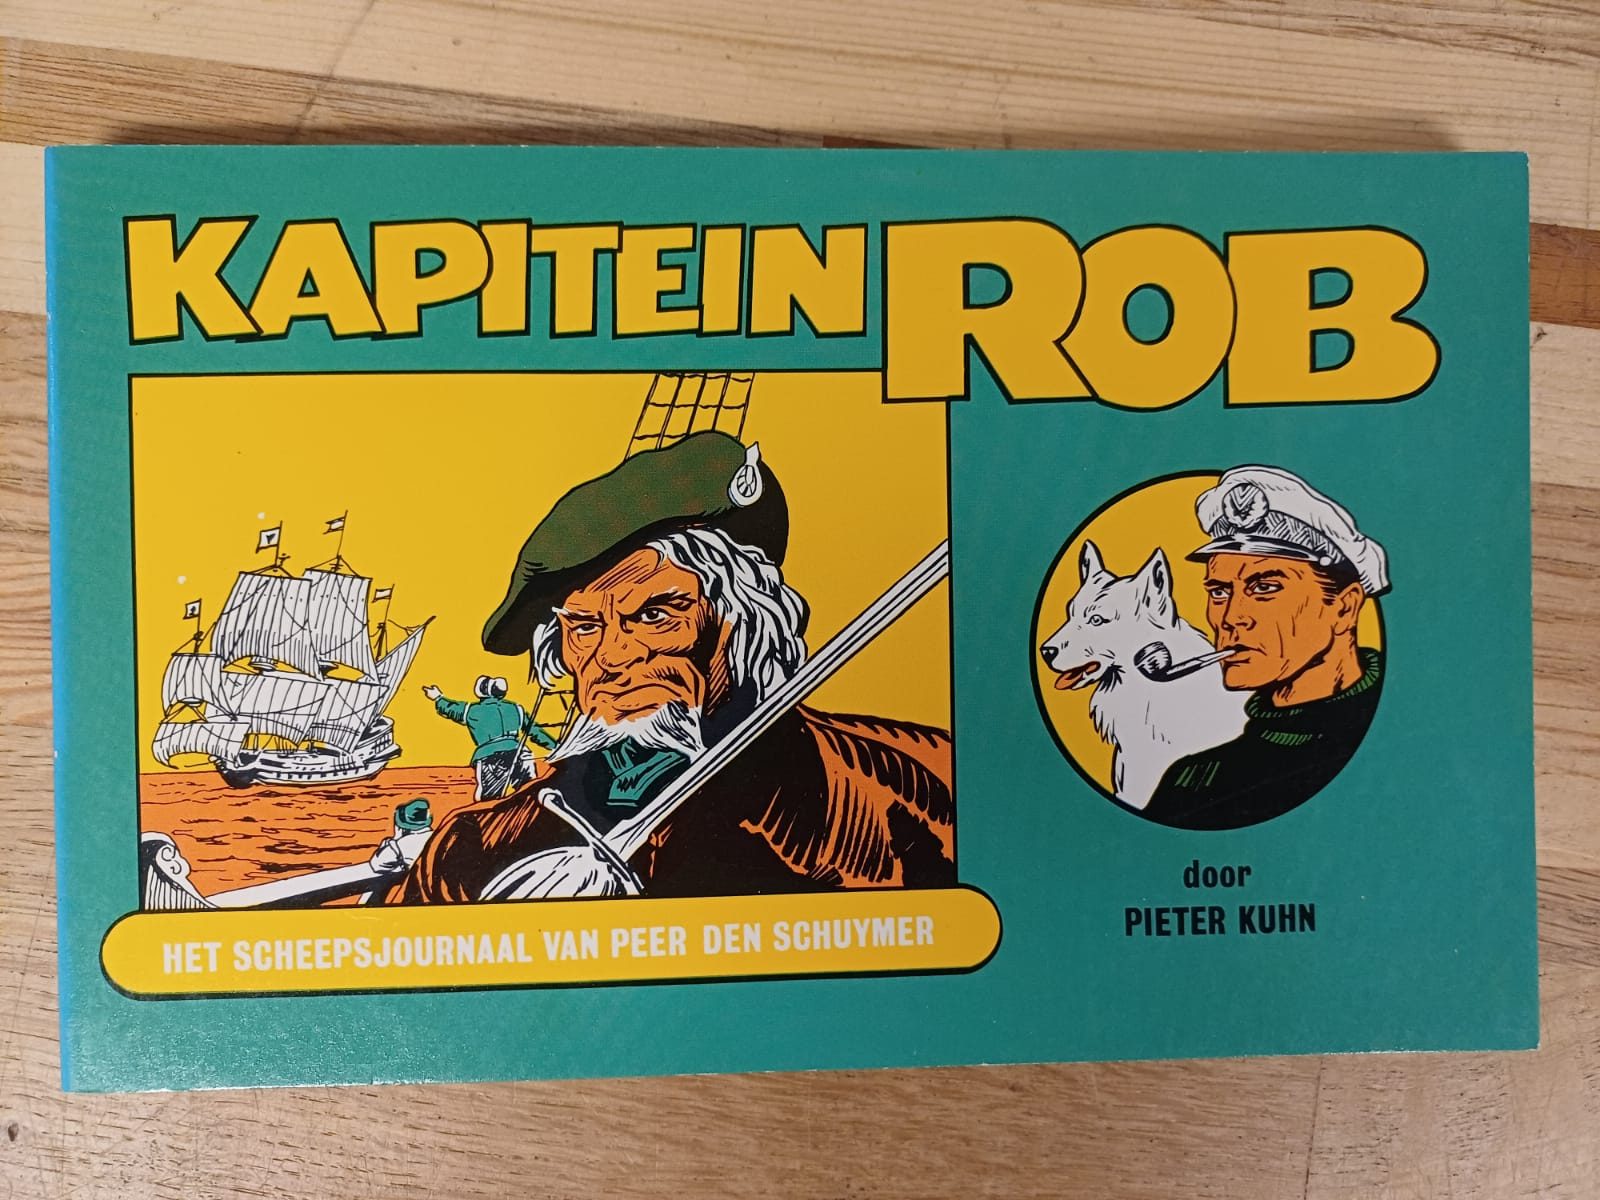 KAPITEIN ROB
HET SCHEEPSJOURNAAL VAN PEER DEN SCHUYMER
door
PIETER KUHN